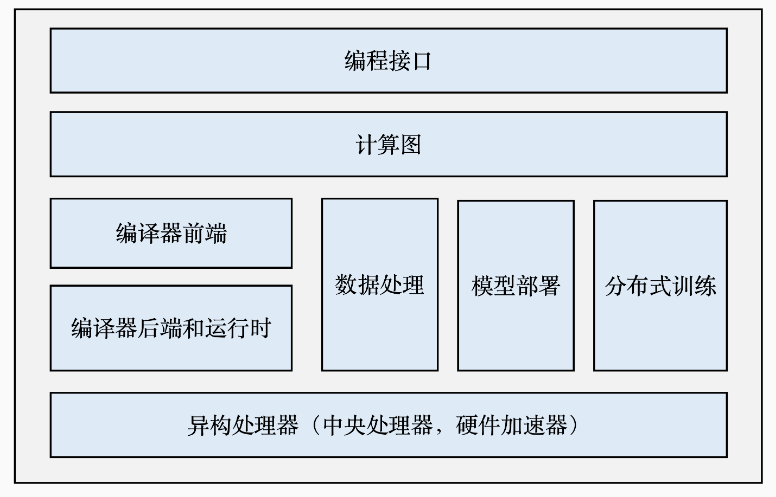 编程接口
计算图
编译器前端
编译器后端和运行时
数据处理
模型部署
分布式训练
异构处理器（中央处理器，硬件加速器）